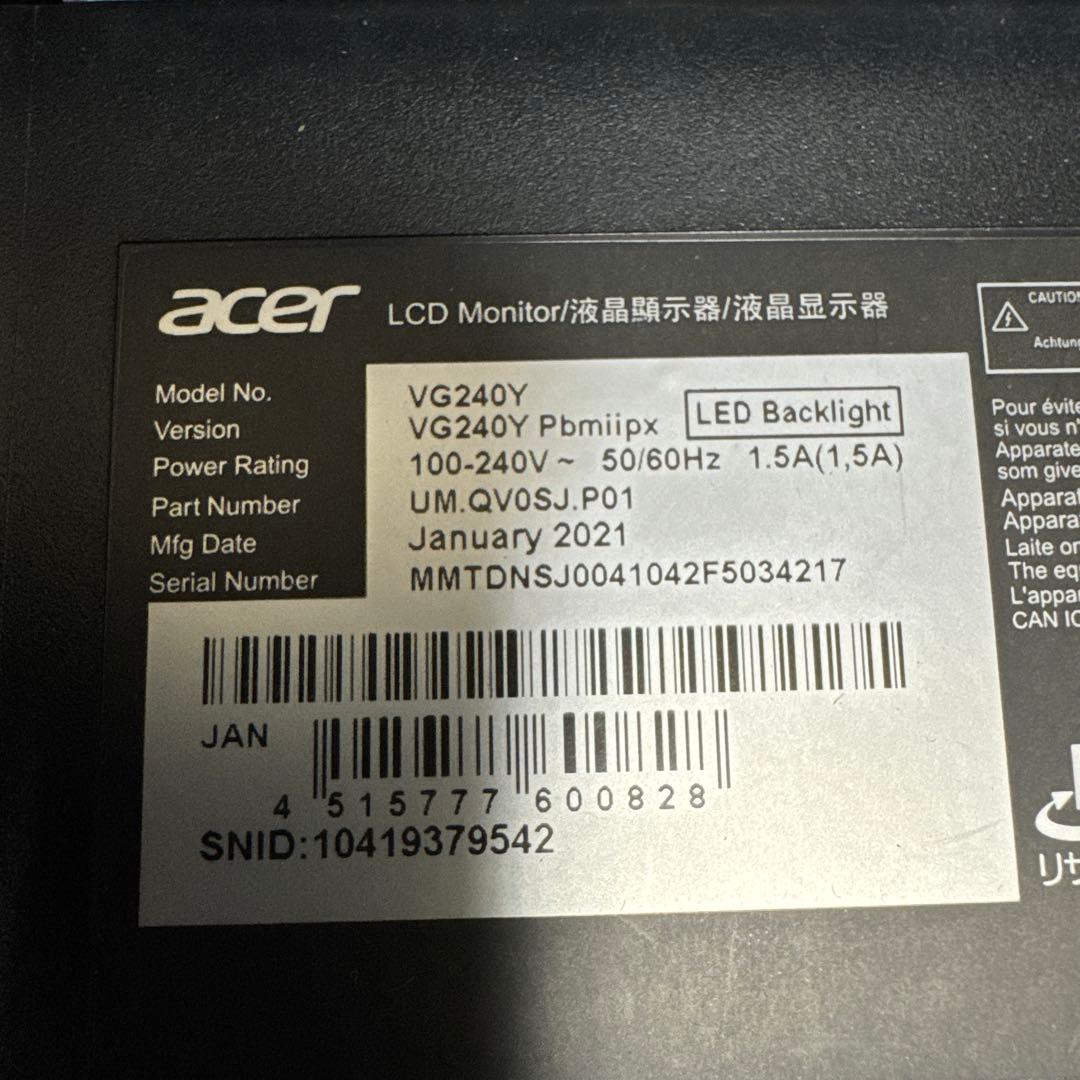 acer LCD Monitor/液晶顯示器/液晶显示器
Model No. VG240Y
Version VG240Y Pbmiipx
LED Backlight
Power Rating 100-240V ~ 50/60Hz 1.5A(1,5A)
Part Number UM.QV0SJ.P01
Mfg Date January 2021
Serial Number MMTDNSJ0041042F5034217
JAN
4 515777 600828
SNID:10419379542
CAUTION
Achtung
Pour évite
si vous n'
Apparate
som give
Apparat
Appara
Laite
The
L'appa
CAN IC
リサ